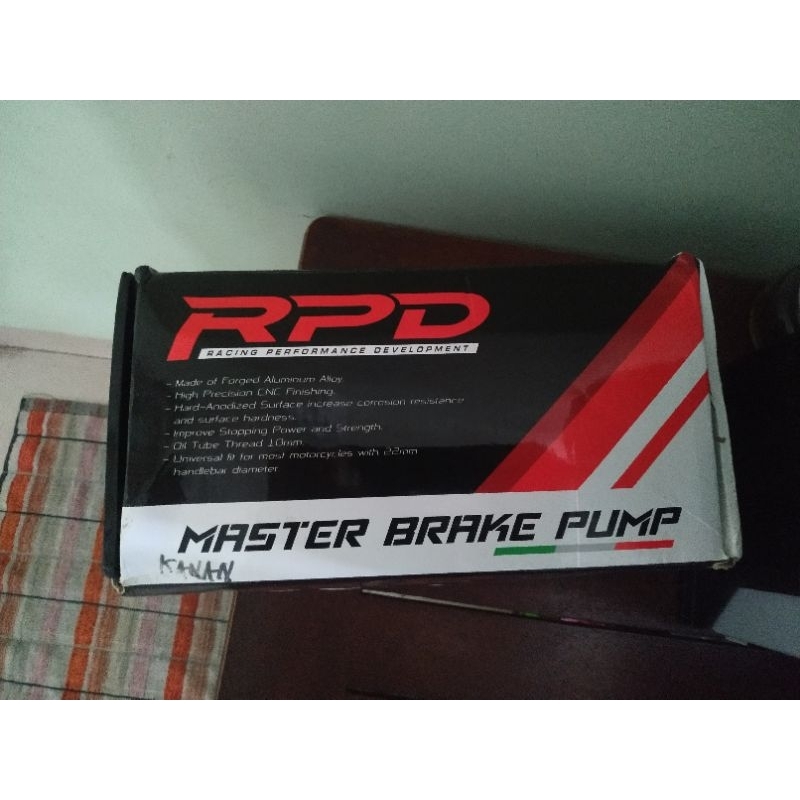 RPD
RACING PERFORMANCE DEVELOPMENT
- Made of Forged Aluminum Alloy
- High Precision CNC Finishing.
- Hard-Anodized Surface increase corrosion resistance
and surface hardness.
- Improve Stopping Power and Strength.
- Oil Tube Thread 10mm.
- Universal fit for most motorcycles with 22mm
handlebar diameter
MASTER BRAKE PUMP
KANAN